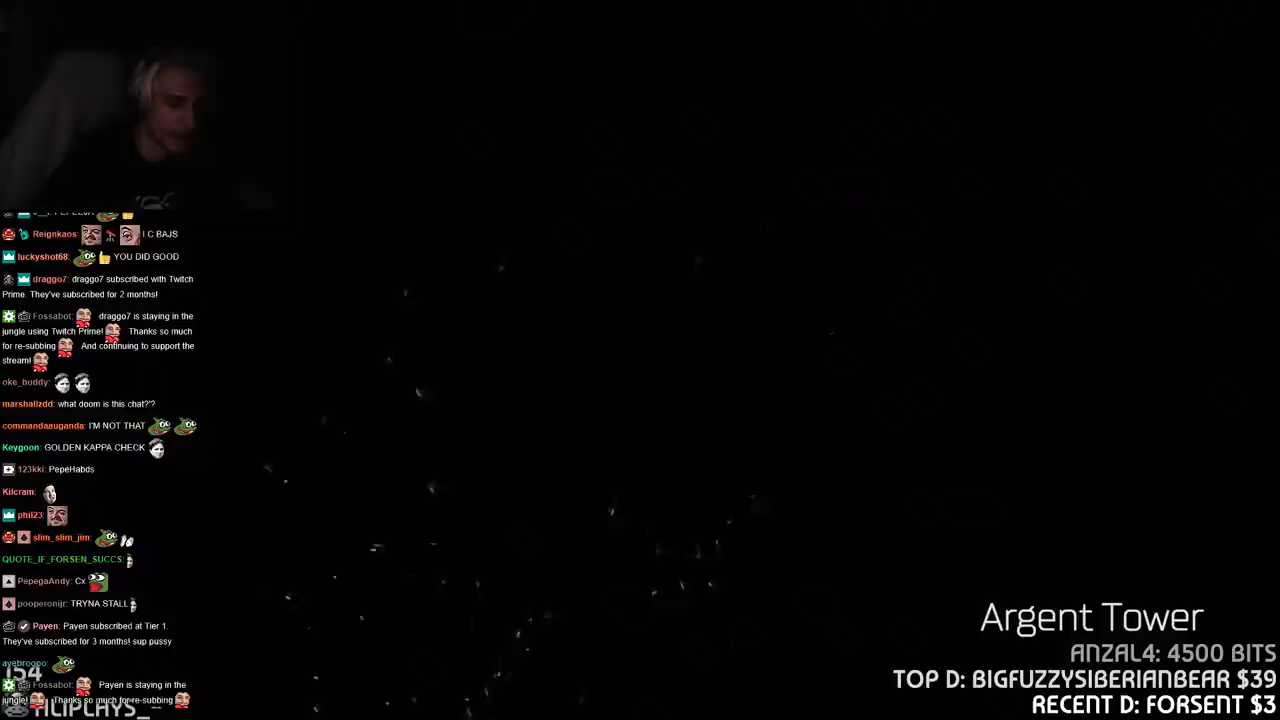 Reignkaos: I C BAJS
luckyshot68: YOU DID GOOD
draggo7: draggo7 subscribed with Twitch
Prime. They've subscribed for 2 months!
Fossabot: draggo7 is staying in the
jungle using Twitch Prime! Thanks so much
for re-subbing And continuing to support the
stream!
oke_buddy:
marshallzdd: what doom is this chat?'?
commandaauganda: I'M NOT THAT
Keygoon: GOLDEN KAPPA CHECK
123kki: PepeHabds
Kilcram:
phil23:
slim_slim_jim:
QUOTE_IF_FORSEN_SUCCS:
PepegaAndy: Cx
pooperonijr: TRYNA STALL
Payen: Payen subscribed at Tier 1.
They've subscribed for 3 months! sup pussy
ayebroooo:
154
Fossabot: Payen is staying in the
jungle! Thanks so much for re-subbing
ALIPLAYS_
Argent Tower
ANZAL4: 4500 BITS
TOP D: BIGFUZZYSIBERIANBEAR $39
RECENT D: FORSENT $3